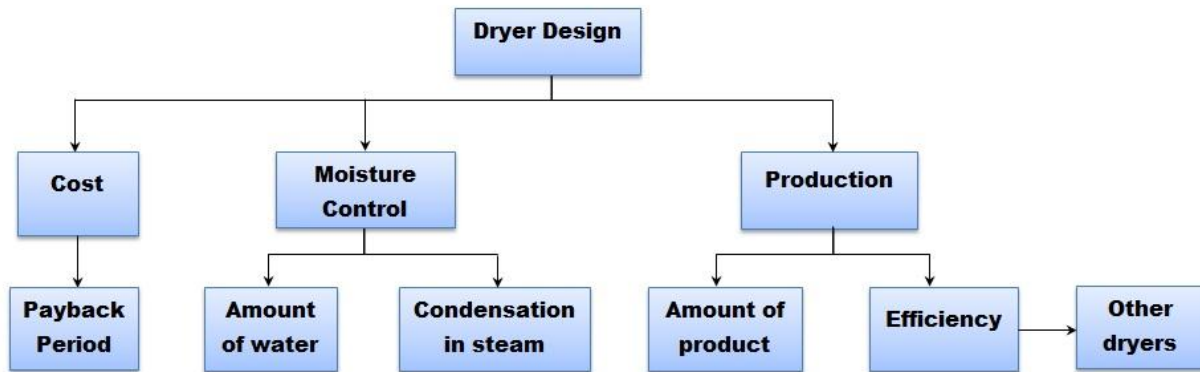 Dryer Design
Cost
Moisture
Control
Production
Payback
Period
Amount
of water
Condensation
in steam
Amount of
product
Efficiency
Other
dryers